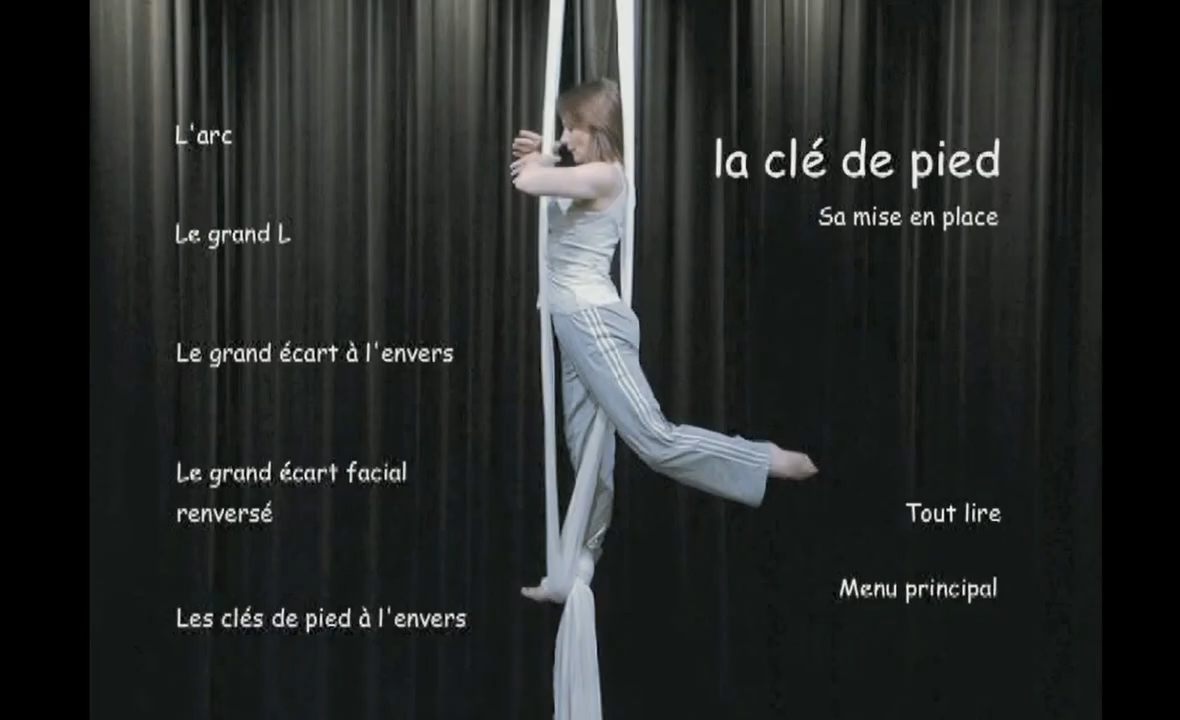 L'arc
Le grand L
Le grand écart à l'envers
Le grand écart facial
renversé
Les clés de pied à l'envers
la clé de pied
Sa mise en place
Tout lire
Menu principal